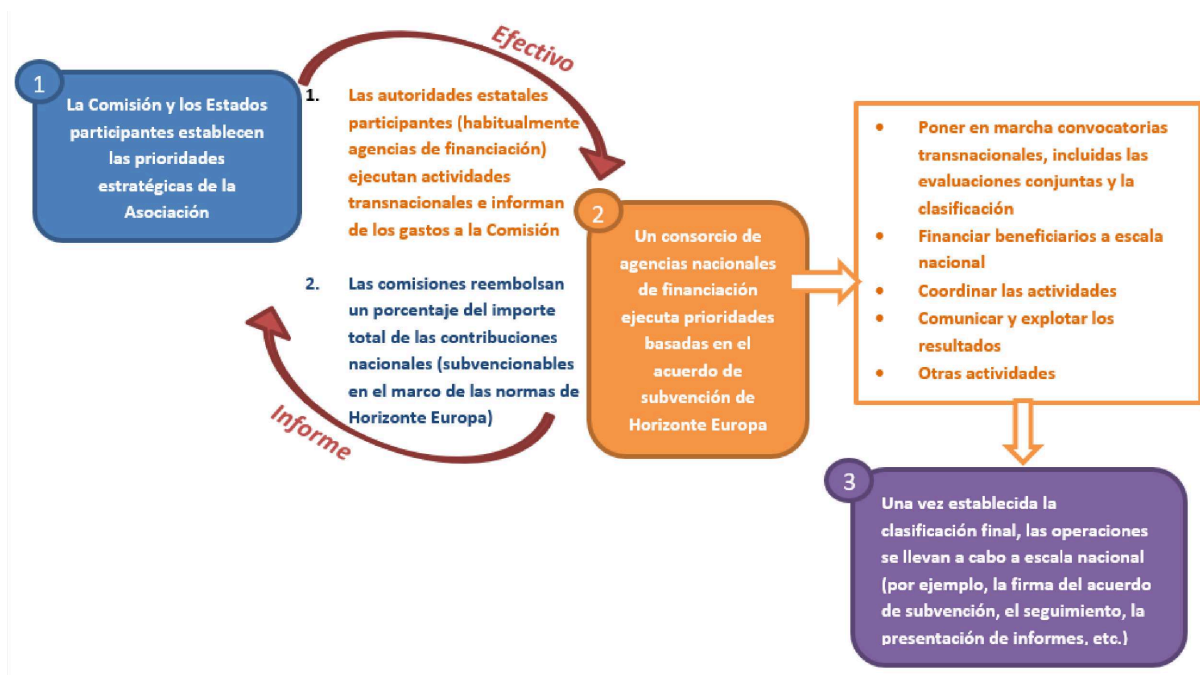 1
La Comisión y los Estados
participantes establecen
las prioridades
estratégicas de la
Asociación
Efectivo
1. Las autoridades estatales
participantes (habitualmente
agencias de financiación)
ejecutan actividades
transnacionales e informan
de los gastos a la Comisión
2. Las comisiones reembolsan
un porcentaje del importe
total de las contribuciones
nacionales (subvencionables
en el marco de las normas de
Horizonte Europa)
Informe
2
Un consorcio de
agencias nacionales
de financiación
ejecuta prioridades
basadas en el
acuerdo de
subvención de
Horizonte Europa
• Poner en marcha convocatorias
transnacionales, incluidas las
evaluaciones conjuntas y la
clasificación
• Financiar beneficiarios a escala
nacional
• Coordinar las actividades
• Comunicar y explotar los
resultados
• Otras actividades
3
Una vez establecida la
clasificación final, las operaciones
se llevan a cabo a escala nacional
(por ejemplo, la firma del acuerdo
de subvención, el seguimiento, la
presentación de informes, etc.)